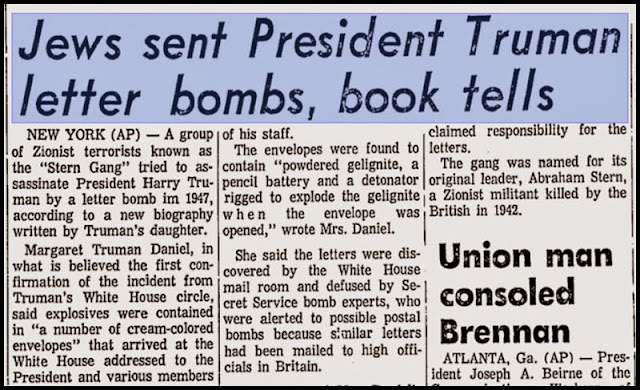 Jews sent President Truman
letter bombs, book tells
NEW YORK (AP) — A group
of Zionist terrorists known as
the “Stern Gang” tried to as-
sassinate President Harry Tru-
man by a letter bomb im 1947,
according to a new biography
written by Truman’s daughter.
Margaret Truman Daniel, in
what is believed the first con-
firmation of the incident from
Truman’s White House circle,
said explosives were contained
in “a number of cream-colored
envelopes” that arrived at the
White House addressed to the
President and various members
of his staff.
The envelopes were found to
contain “powdered gelignite, a
pencil battery and a detonator
rigged to explode the gelignite
when the envelope was
opened,” wrote Mrs. Daniel.
She said the letters were dis-
covered by the White House
mail room and defused by Se-
cret Service bomb experts, who
were alerted to possible postal
bombs because similar letters
had been mailed to high offi-
cials in Britain.
claimed responsibility for the
letters.
The gang was named for its
original leader, Abraham Stern,
a Zionist militant killed by the
British in 1942.
Union man
consoled
Brennan
ATLANTA, Ga. (AP) — Pres-
ident Joseph A. Beirne of the